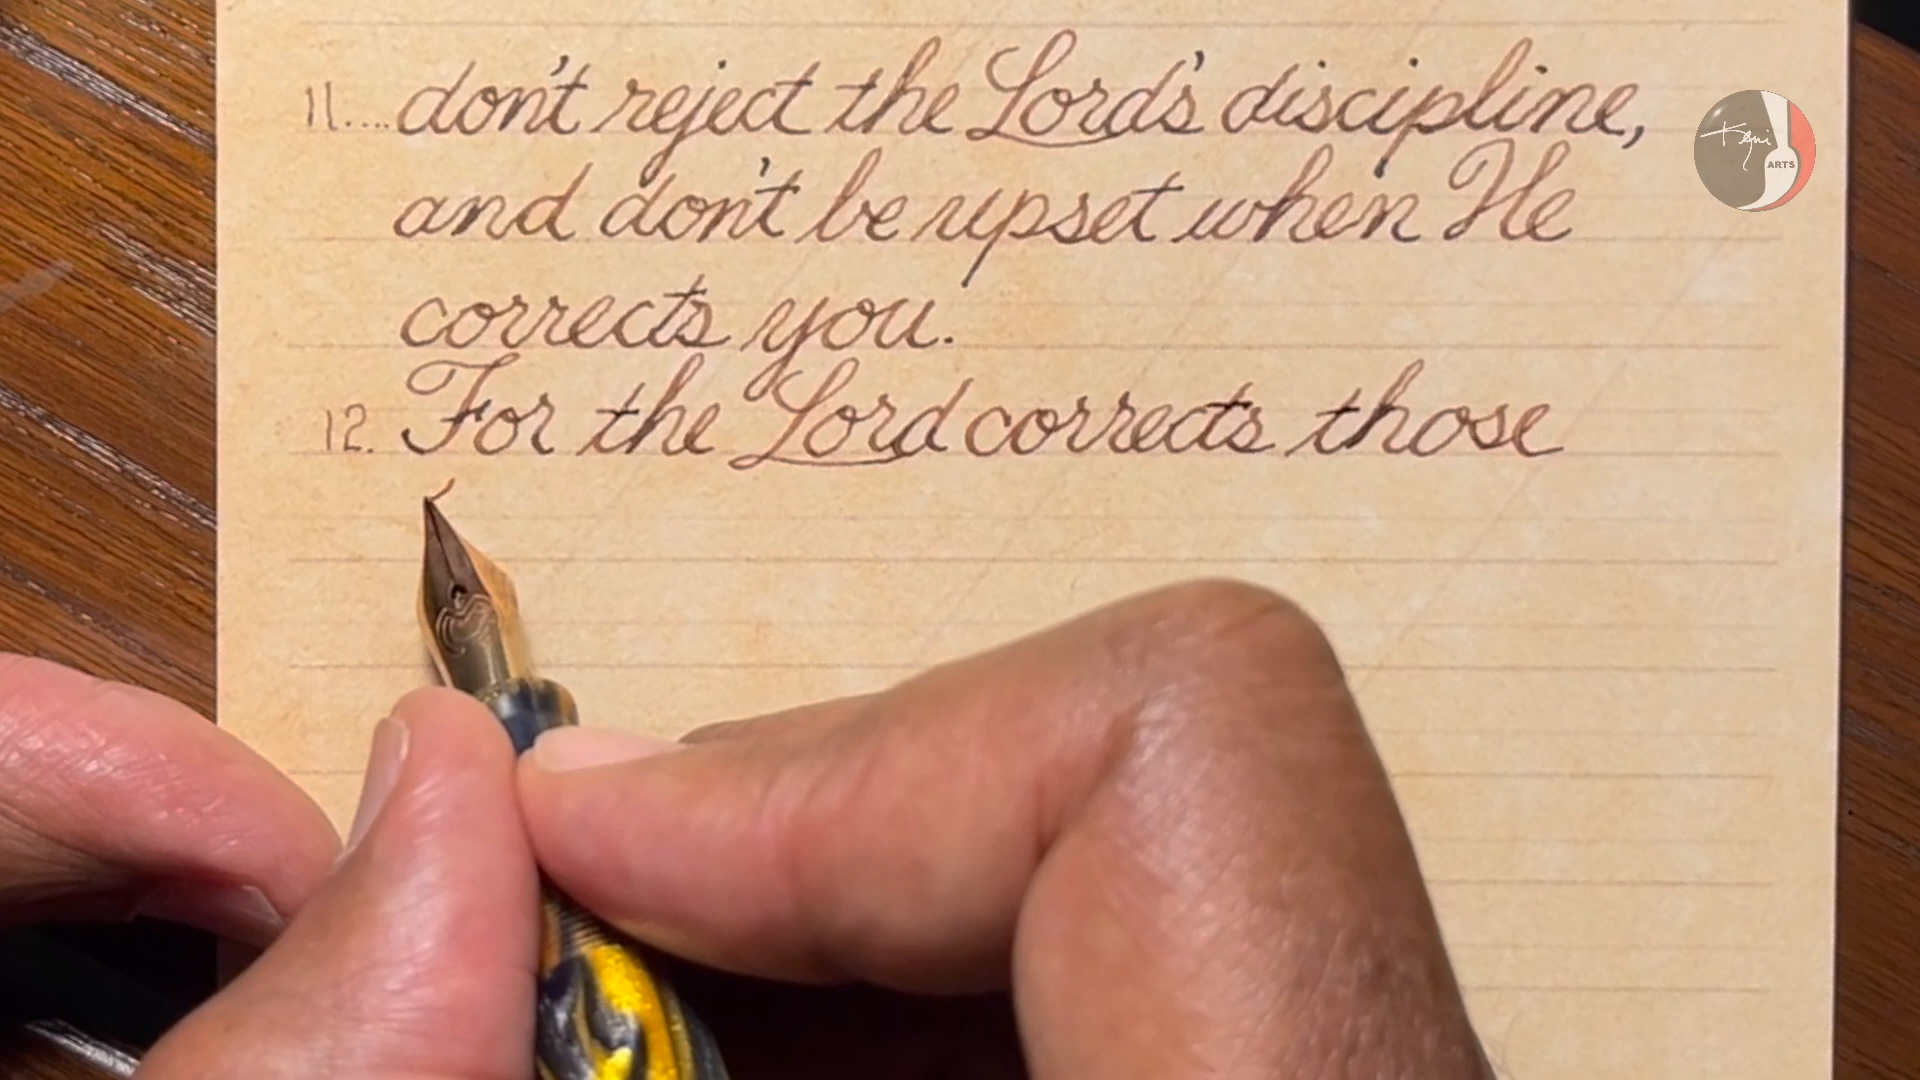 11....don't reject the Lord's discipline,
and don't be upset when He
corrects you.
12. For the Lord corrects those
ARTS